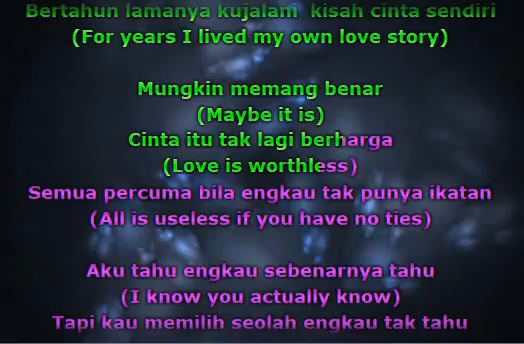 Bertahun lamanya kujalani kisah cinta sendiri
(For years I lived my own love story)
Mungkin memang benar
(Maybe it is)
Cinta itu tak lagi berharga
(Love is worthless)
Semua percuma bila engkau tak punya ikatan
(All is useless if you have no ties)
Aku tahu engkau sebenarnya tahu
(I know you actually know)
Tapi kau memilih seolah engkau tak tahu